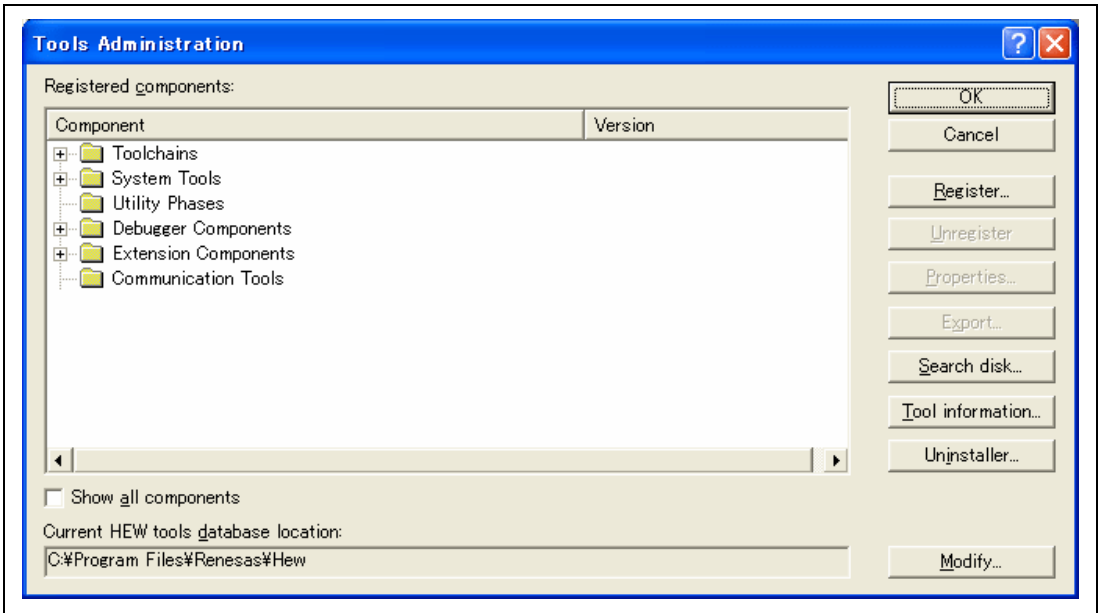 Tools Administration
Registered components:
Component Version
Toolchains
System Tools
Utility Phases
Debugger Components
Extension Components
Communication Tools
Show all components
Current HEW tools database location:
C:¥Program Files¥Renesas¥Hew
OK
Cancel
Register...
Unregister
Properties...
Export...
Search disk...
Tool information...
Uninstaller...
Modify...